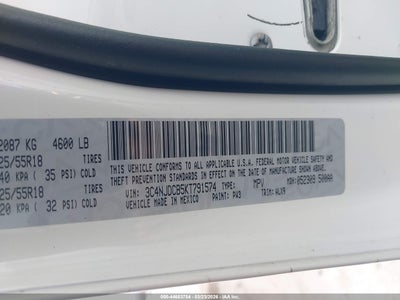 2087 KG 4600 LB
25/55R18 TIRES
40 KPA ( 35 PSI) COLD
25/55R18 TIRES
20 KPA ( 32 PSI) COLD
THIS VEHICLE CONFORMS TO ALL APPLICABLE U.S.A. FEDERAL MOTOR VEHICLE SAFETY, BUMPER, AND
THEFT PREVENTION STANDARDS IN EFFECT ON THE DATE OF MANUFACTURE SHOWN ABOVE.
VIN: 3C4NJDCB5KT791574 TYPE: MPV
MADE IN MEXICO PAINT: PW3 TRIM: ALX9